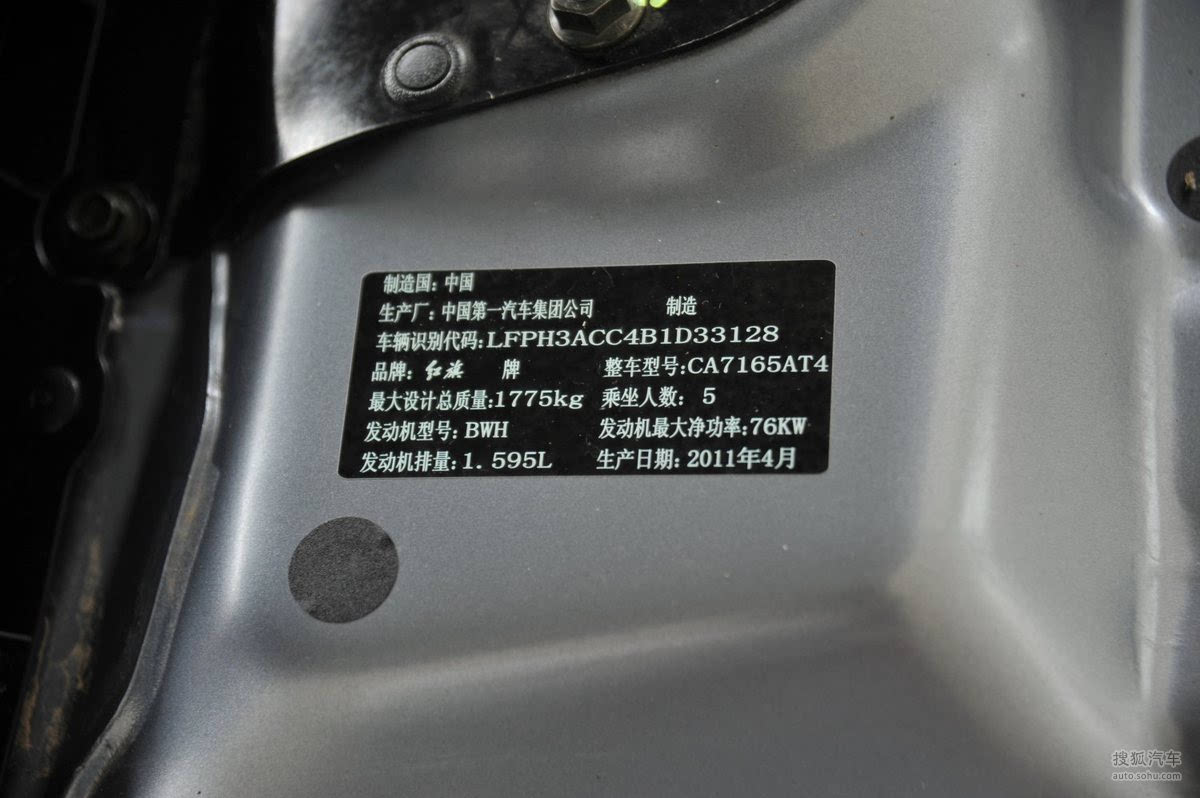 制造国：中国
生产厂：中国第一汽车集团公司 制造
车辆识别代码:LFPH3ACC4B1D33128
品牌：红旗 牌 整车型号:CA7165AT4
最大设计总质量:1775kg 乘坐人数：5
发动机型号：BWH 发动机最大净功率:76KW
发动机排量:1.595L 生产日期:2011年4月
搜狐汽车
auto.sohu.com